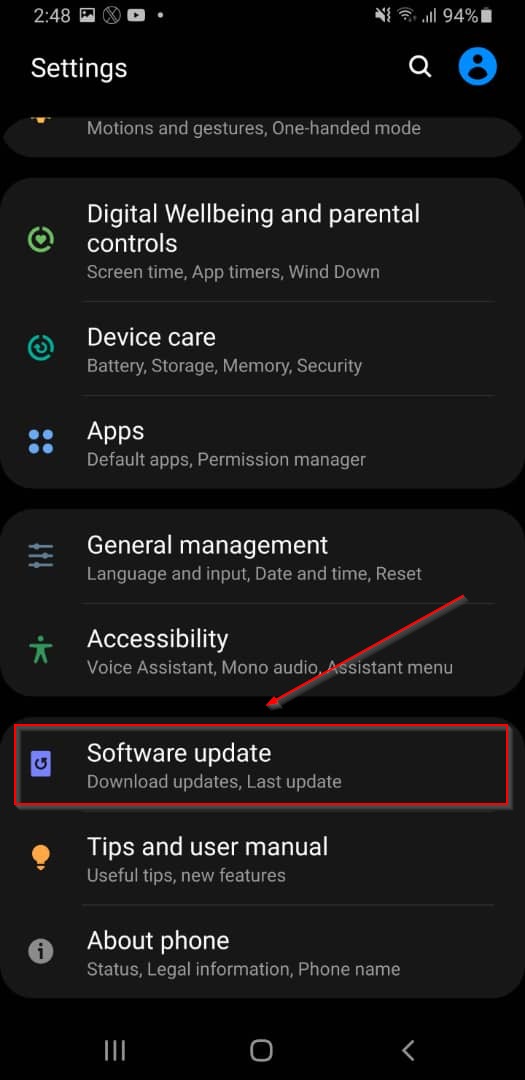 2:48
94%
Settings
Motions and gestures, One-handed mode
Digital Wellbeing and parental
controls
Screen time, App timers, Wind Down
Device care
Battery, Storage, Memory, Security
Apps
Default apps, Permission manager
General management
Language and input, Date and time, Reset
Accessibility
Voice Assistant, Mono audio, Assistant menu
Software update
Download updates, Last update
Tips and user manual
Useful tips, new features
About phone
Status, Legal information, Phone name